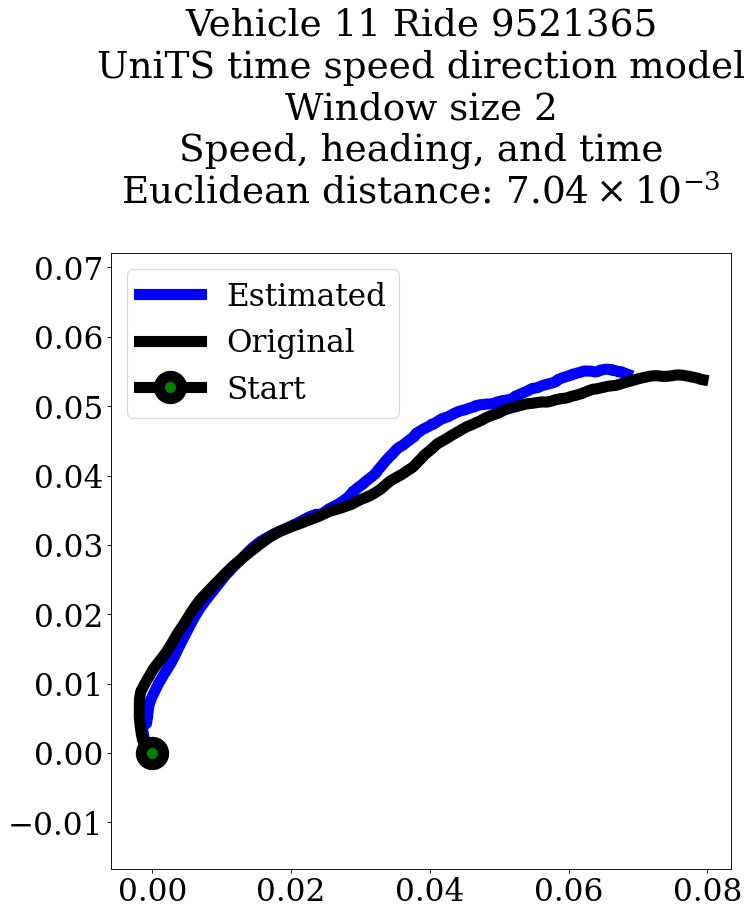 Vehicle 11 Ride 9521365
UniTS time speed direction model
Window size 2
Speed, heading, and time
Euclidean distance: 7.04 × 10⁻³
0.07
0.06
0.05
0.04
0.03
0.02
0.01
0.00
−0.01
Estimated
Original
Start
0.00 0.02 0.04 0.06 0.08